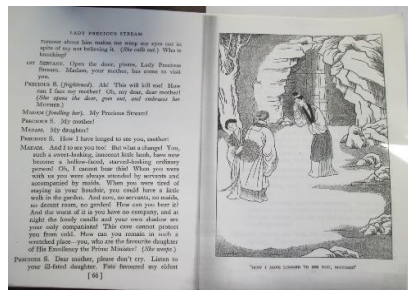 LADY PRECIOUS STREAM
rumour about him makes me weep my eyes out in
spite of my not believing it. (She calls out.) Who is
knocking?
1ST SERVANT. Open the door, please, Lady Precious
Stream. Madam, your mother, has come to visit
you.
PRECIOUS S. (frightened). Ah! This will kill me! How
can I face my mother! Oh, my dear, dear mother!
(She opens the door, goes out, and embraces her
MOTHER.)
MADAM (fondling her). My Precious Stream!
PRECIOUS S. My mother!
MADAM. My daughter!
PRECIOUS S. How I have longed to see you, mother!
MADAM. And I to see you too! But what a change! You,
such a sweet-looking, innocent little lamb, have now
become a hollow-faced, starved-looking ordinary
person! Oh, I cannot bear this! When you were
with us you were always attended by servants and
accompanied by maids. When you were tired of
staying in your boudoir, you could have a little
walk in the garden. And now, no servants, no maids,
no decent room, no garden! How can you bear it?
And the worst of it is you have no company, and at
night the lonely candle and your own shadow are
your only companions! This cave cannot protect
you from cold. How can you remain in such a
wretched place—you, who are the favourite daughter
of His Excellency the Prime Minister! (She weeps.)
PRECIOUS S. Dear mother, please don't cry. Listen to
your ill-fated daughter. Fate favoured my eldest
[ 66 ]
"HOW I HAVE LONGED TO SEE YOU, MOTHER!"